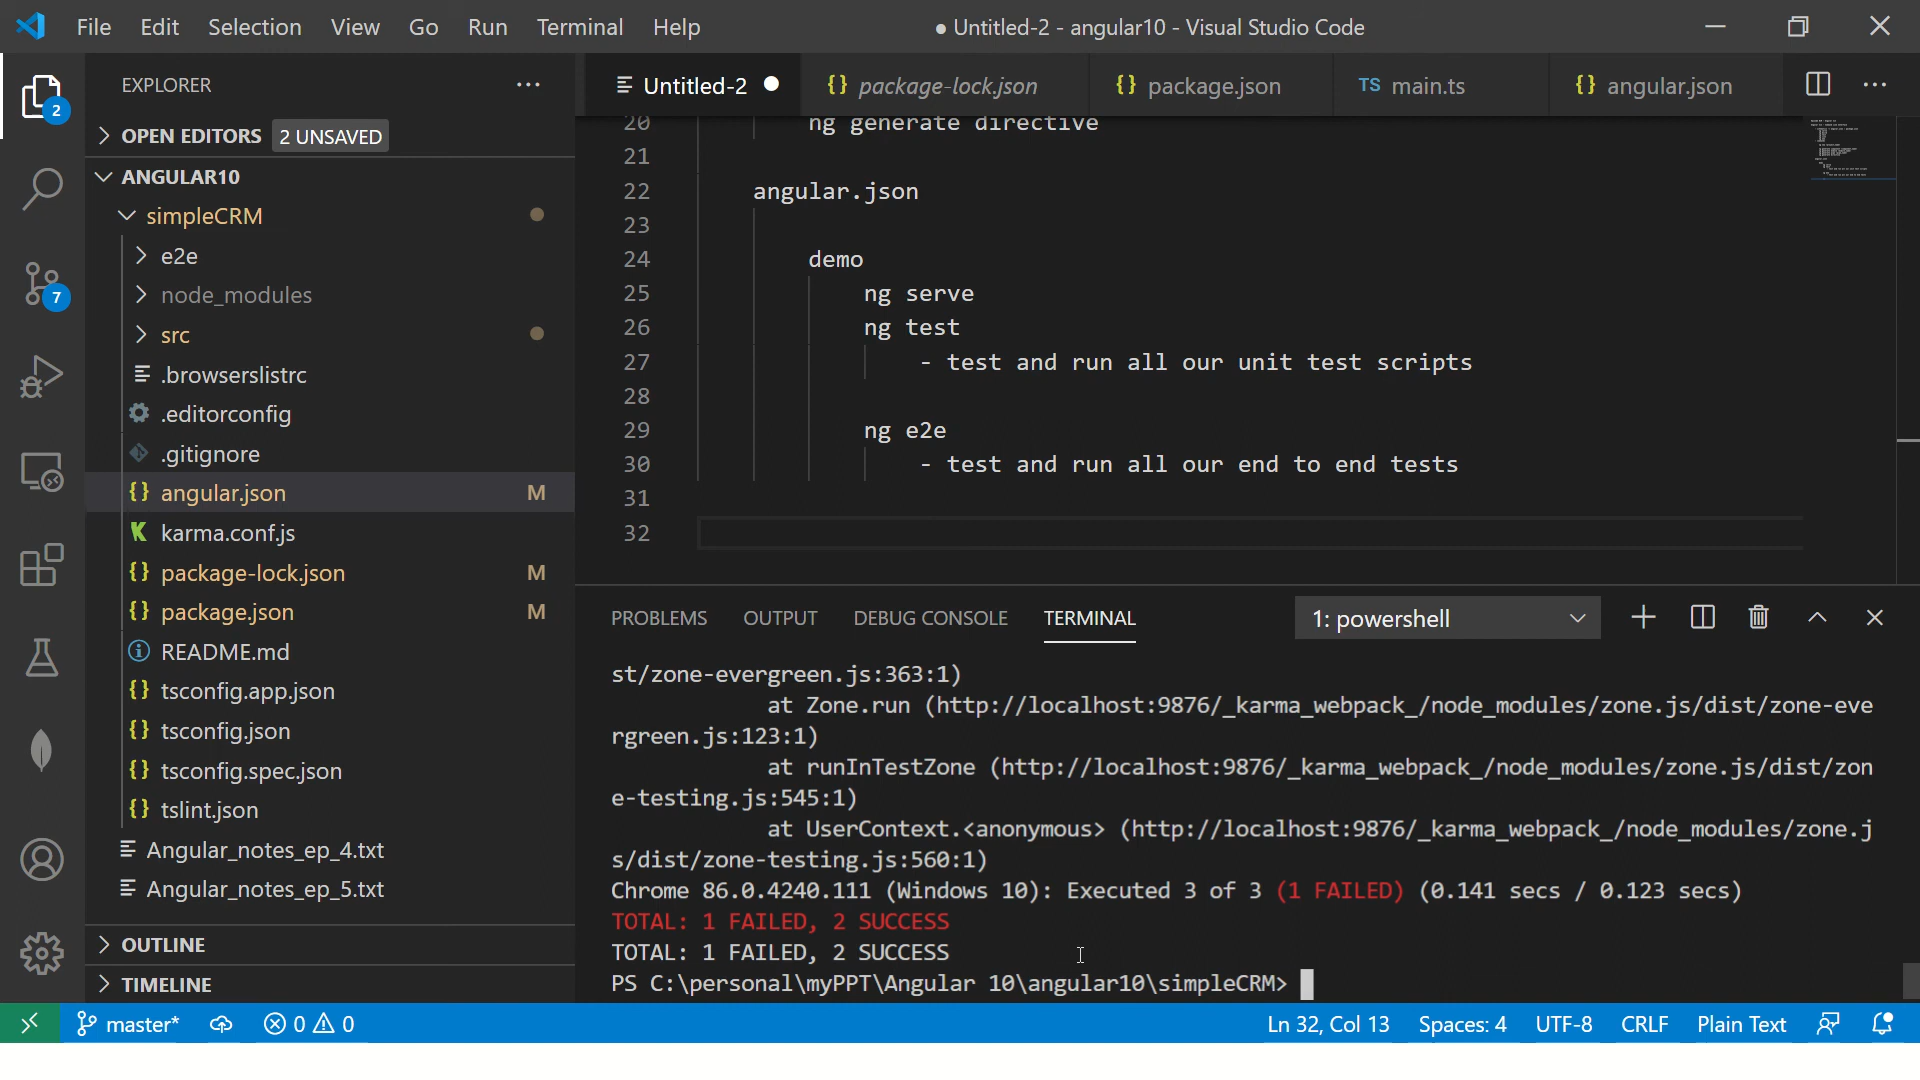 File Edit Selection View Go Run Terminal Help
● Untitled-2 - angular10 - Visual Studio Code
EXPLORER
OPEN EDITORS 2 UNSAVED
ANGULAR10
simpleCRM
e2e
node_modules
src
.browserslistrc
.editorconfig
.gitignore
angular.json M
karma.conf.js
package-lock.json M
package.json M
README.md
tsconfig.app.json
tsconfig.json
tsconfig.spec.json
tslint.json
Angular_notes_ep_4.txt
Angular_notes_ep_5.txt
OUTLINE
TIMELINE
2
7
Untitled-2 ● {} package-lock.json {} package.json TS main.ts {} angular.json
20 ng generate directive
21
22 angular.json
23
24 demo
25 ng serve
26 ng test
27 - test and run all our unit test scripts
28
29 ng e2e
30 - test and run all our end to end tests
31
32
PROBLEMS OUTPUT DEBUG CONSOLE TERMINAL 1: powershell
st/zone-evergreen.js:363:1)
at Zone.run (http://localhost:9876/_karma_webpack_/node_modules/zone.js/dist/zone-eve
rgreen.js:123:1)
at runInTestZone (http://localhost:9876/_karma_webpack_/node_modules/zone.js/dist/zon
e-testing.js:545:1)
at UserContext.<anonymous> (http://localhost:9876/_karma_webpack_/node_modules/zone.j
s/dist/zone-testing.js:560:1)
Chrome 86.0.4240.111 (Windows 10): Executed 3 of 3 (1 FAILED) (0.141 secs / 0.123 secs)
TOTAL: 1 FAILED, 2 SUCCESS
TOTAL: 1 FAILED, 2 SUCCESS
PS C:\personal\myPPT\Angular 10\angular10\simpleCRM>
master* 0 0 Ln 32, Col 13 Spaces: 4 UTF-8 CRLF Plain Text